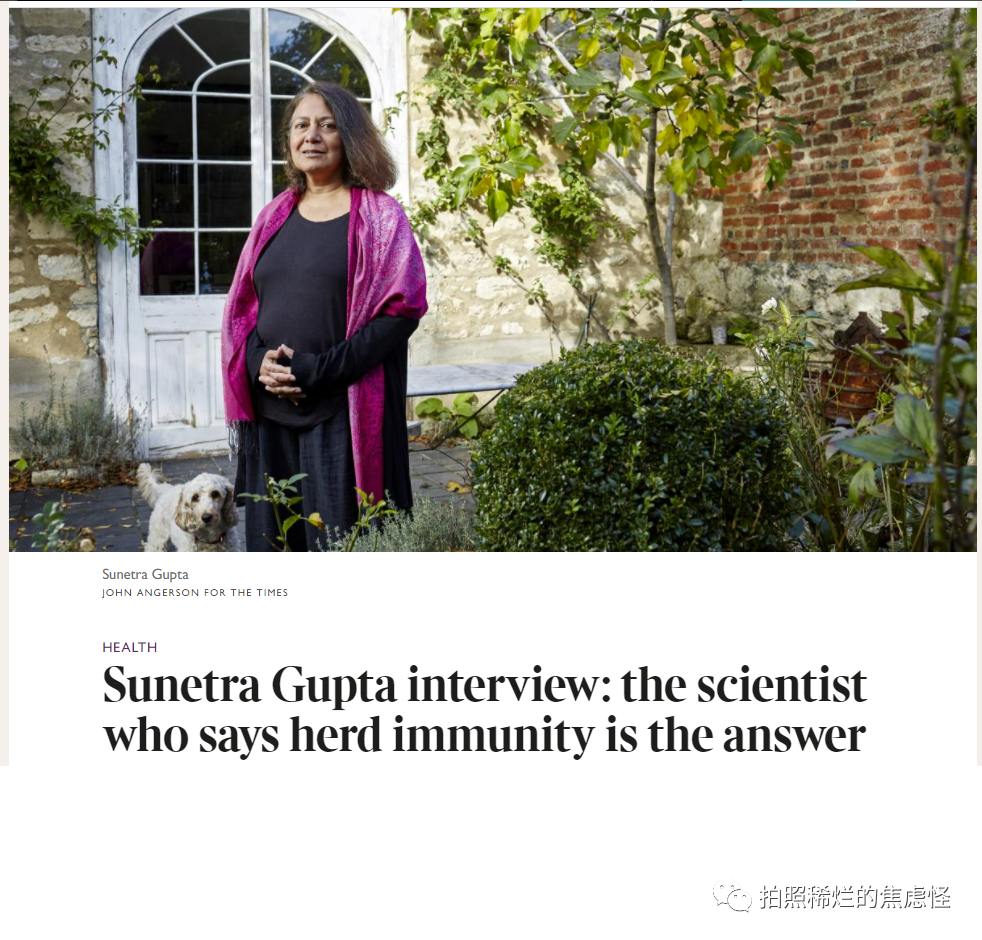 Sunetra Gupta
JOHN ANGERSON FOR THE TIMES
HEALTH
Sunetra Gupta interview: the scientist
who says herd immunity is the answer
拍照稀烂的焦虑怪